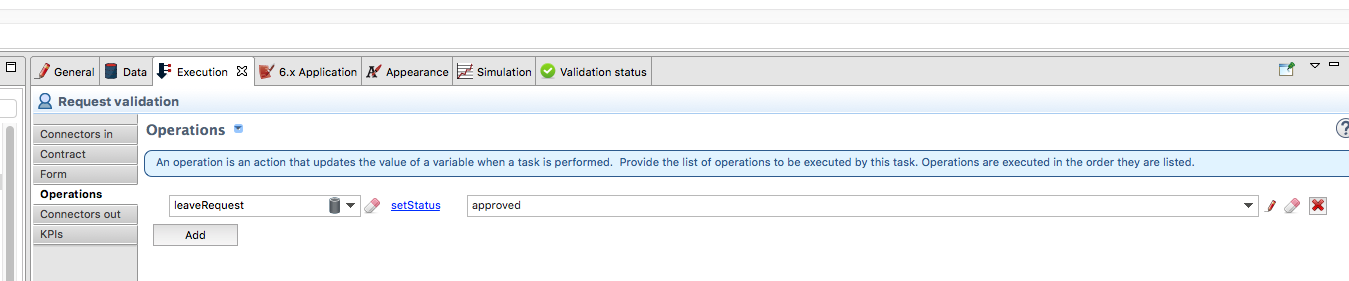 General Data Execution 6.x Application Appearance Simulation Validation status
Request validation
Connectors in
Contract
Form
Operations
Connectors out
KPIs
Operations
?
An operation is an action that updates the value of a variable when a task is performed. Provide the list of operations to be executed by this task. Operations are executed in the order they are listed.
leaveRequest setStatus approved
Add